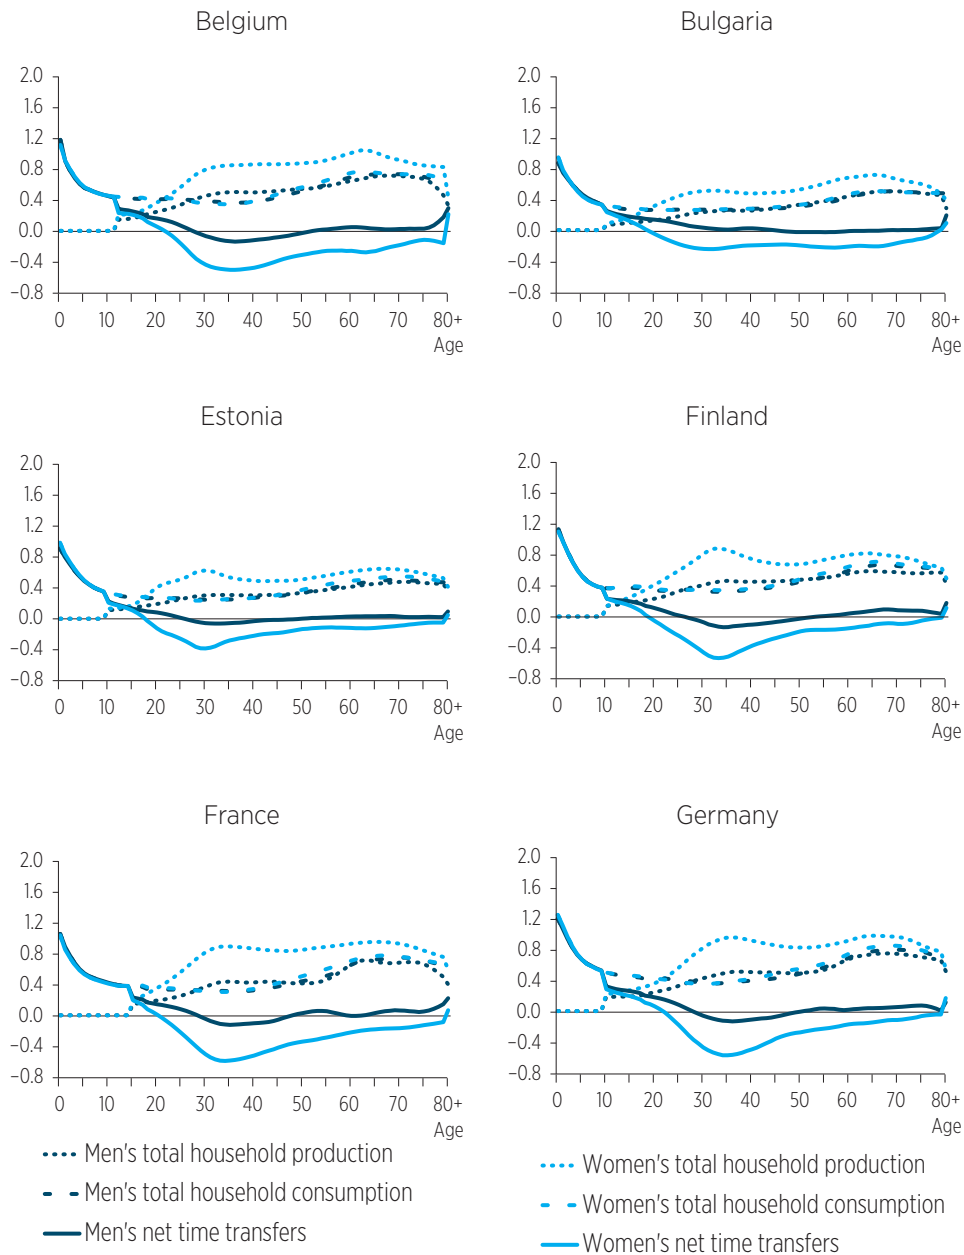 Belgium
2.0
1.6
1.2
0.8
0.4
0.0
−0.4
−0.8
0 10 20 30 40 50 60 70 80+
Age
Bulgaria
2.0
1.6
1.2
0.8
0.4
0.0
−0.4
−0.8
0 10 20 30 40 50 60 70 80+
Age
Estonia
2.0
1.6
1.2
0.8
0.4
0.0
−0.4
−0.8
0 10 20 30 40 50 60 70 80+
Age
Finland
2.0
1.6
1.2
0.8
0.4
0.0
−0.4
−0.8
0 10 20 30 40 50 60 70 80+
Age
France
2.0
1.6
1.2
0.8
0.4
0.0
−0.4
−0.8
0 10 20 30 40 50 60 70 80+
Age
Germany
2.0
1.6
1.2
0.8
0.4
0.0
−0.4
−0.8
0 10 20 30 40 50 60 70 80+
Age
Men's total household production
Men's total household consumption
Men's net time transfers
Women's total household production
Women's total household consumption
Women's net time transfers